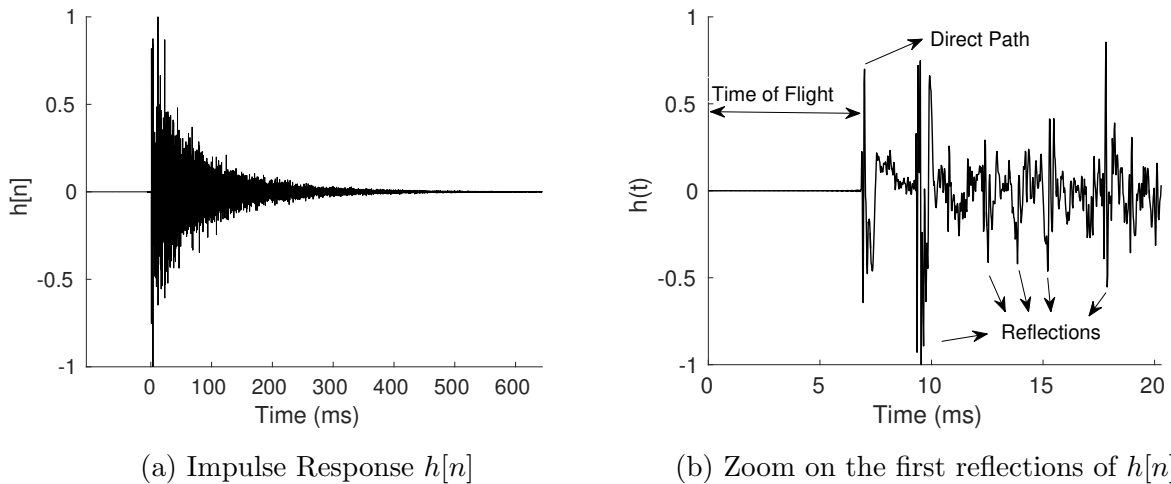 1
0.5
0
-0.5
-1
h[n]
0 100 200 300 400 500 600
Time (ms)
(a) Impulse Response h[n]
1
0.5
0
-0.5
-1
h(t)
Direct Path
Time of Flight
Reflections
0 5 10 15 20
Time (ms)
(b) Zoom on the first reflections of h[n]